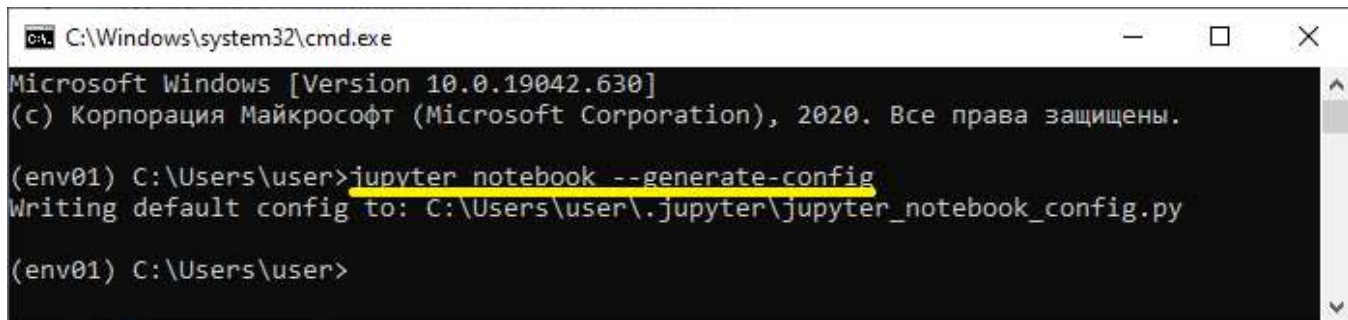 C:\Windows\system32\cmd.exe
Microsoft Windows [Version 10.0.19042.630]
(c) Корпорация Майкрософт (Microsoft Corporation), 2020. Все права защищены.
(env01) C:\Users\user>jupyter notebook --generate-config
Writing default config to: C:\Users\user\.jupyter\jupyter_notebook_config.py
(env01) C:\Users\user>